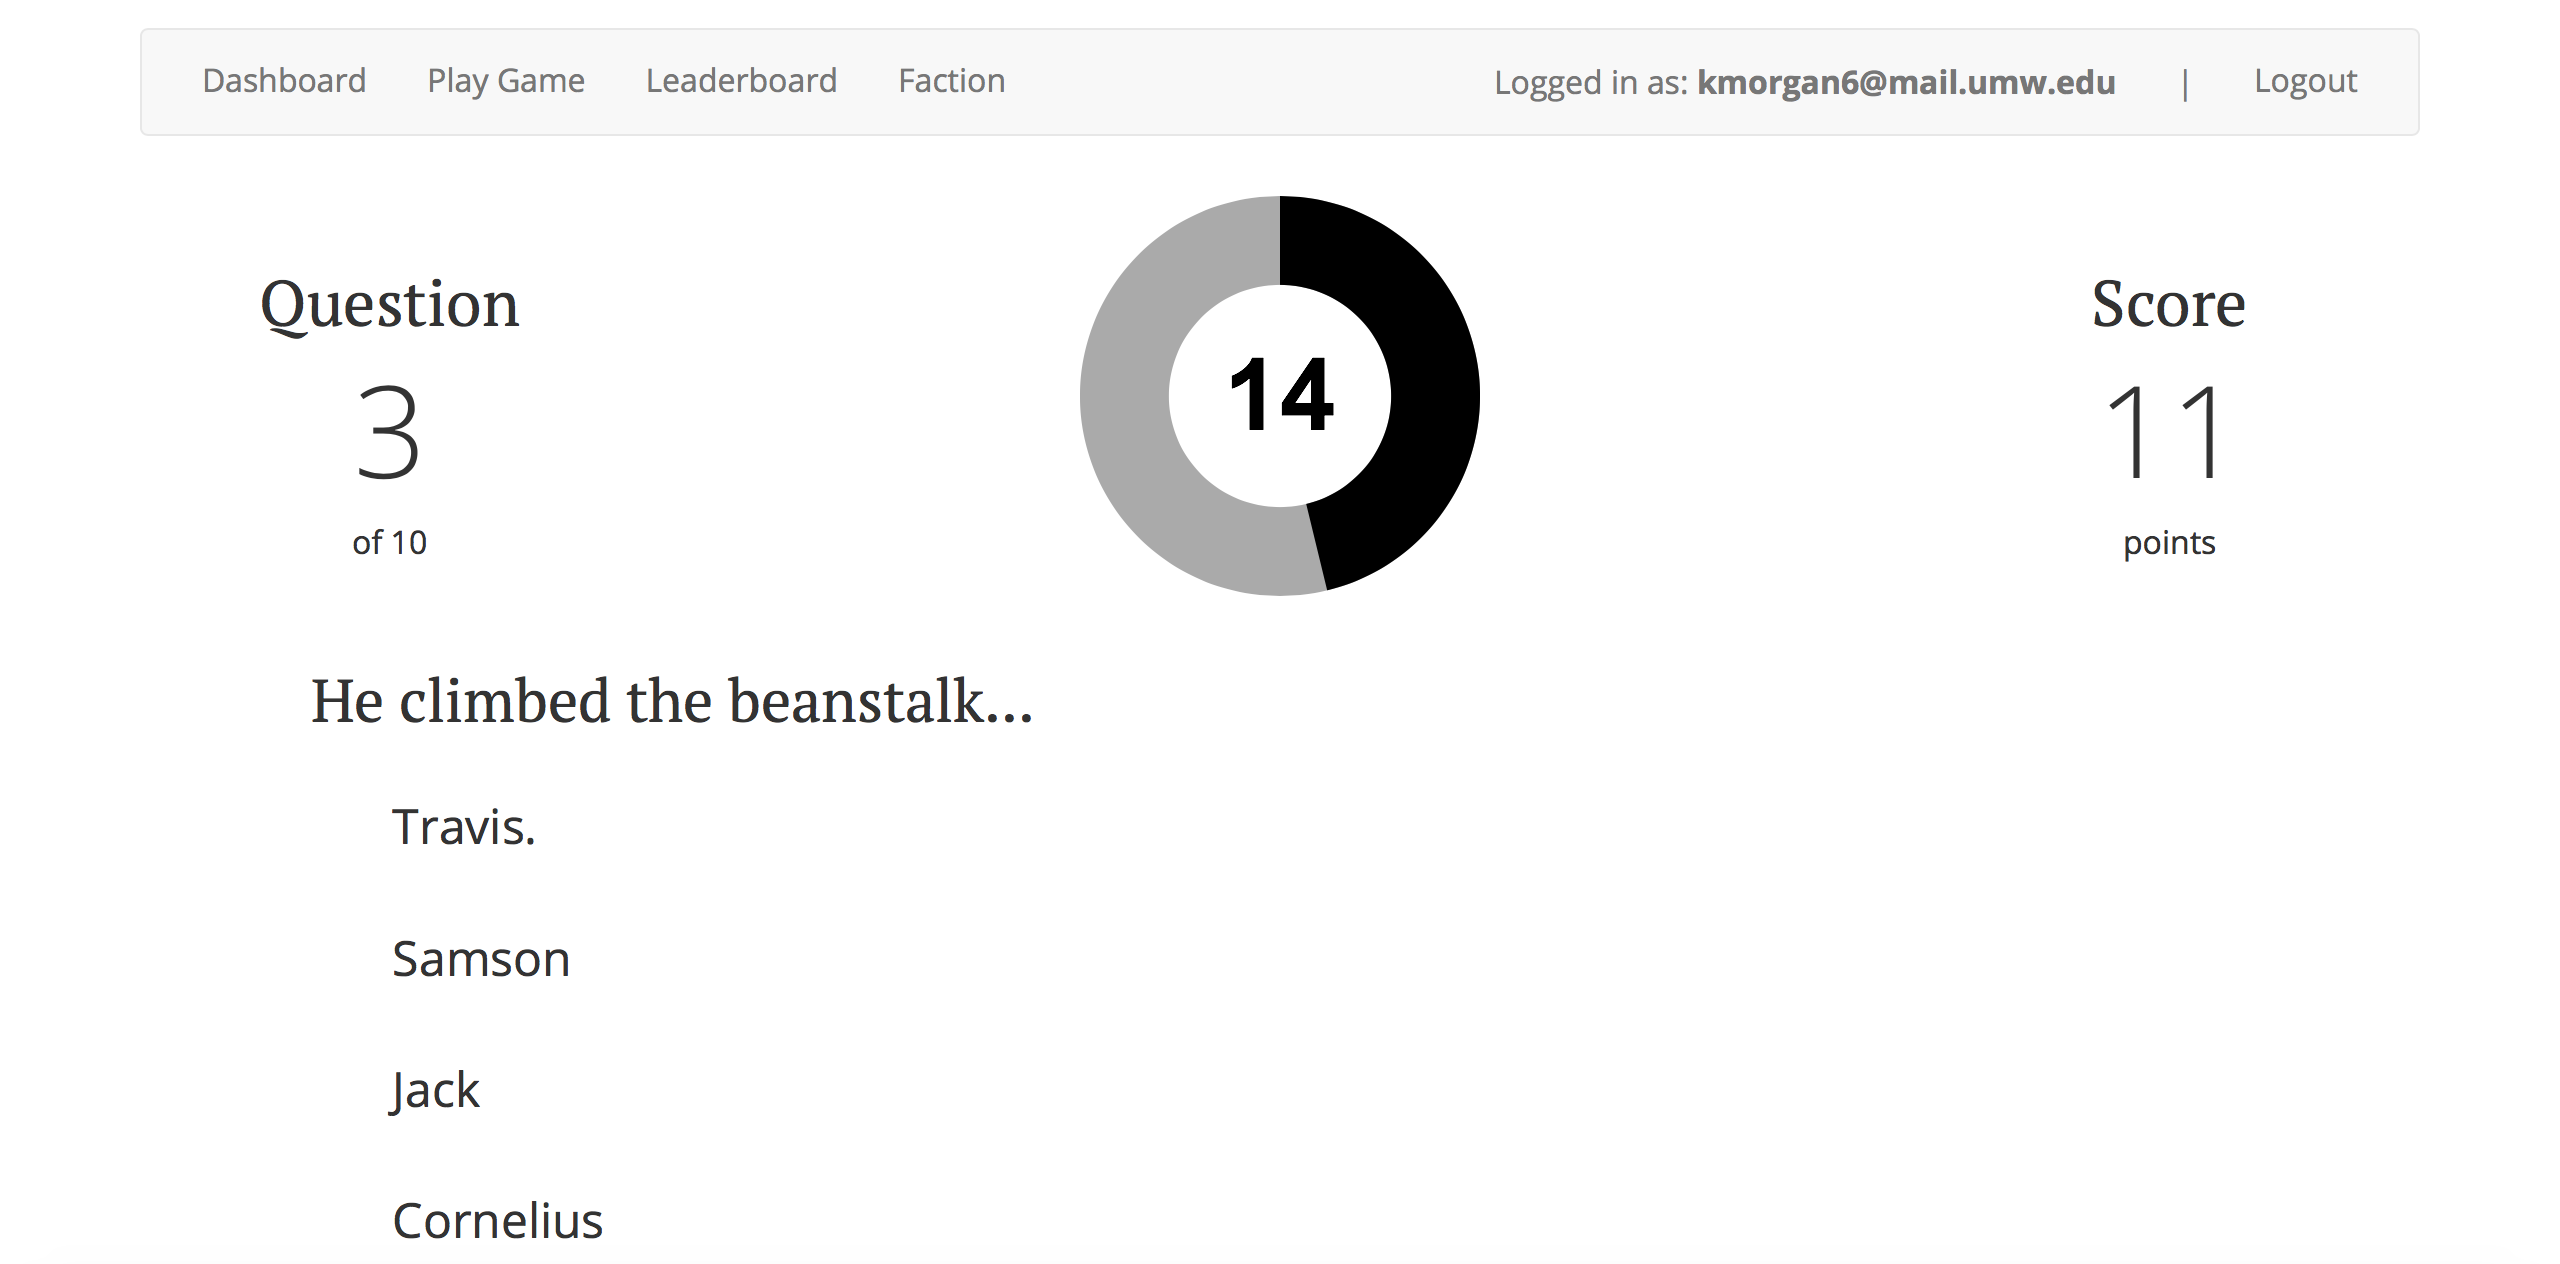 Dashboard Play Game Leaderboard Faction Logged in as: kmorgan6@mail.umw.edu | Logout
Question
3
of 10
14
Score
11
points
He climbed the beanstalk...
Travis.
Samson
Jack
Cornelius